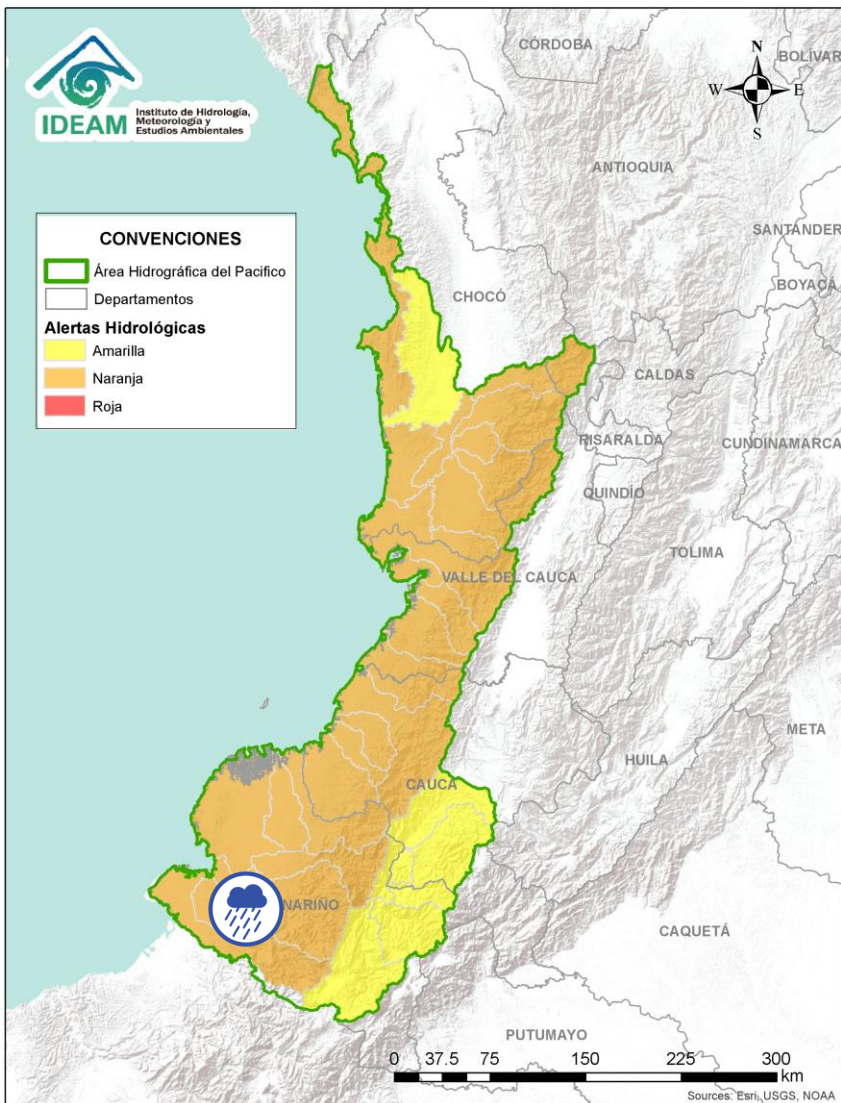 IDEAM
Instituto de Hidrología,
Meteorología y
Estudios Ambientales
CÓRDOBA
BOLÍVAR
N
W
E
S
ANTIOQUIA
SANTANDER
BOYACÁ
CONVENCIONES
Área Hidrográfica del Pacifico
Departamentos
Alertas Hidrológicas
Amarilla
Naranja
Roja
CHOCÓ
CALDAS
RISARALDA
CUNDINAMARCA
QUINDÍO
TOLIMA
VALLE DEL CAUCA
META
HUILA
CAUCA
NARIÑO
CAQUETÁ
PUTUMAYO
0 37.5 75 150 225 300
km
Sources: Esri, USGS, NOAA